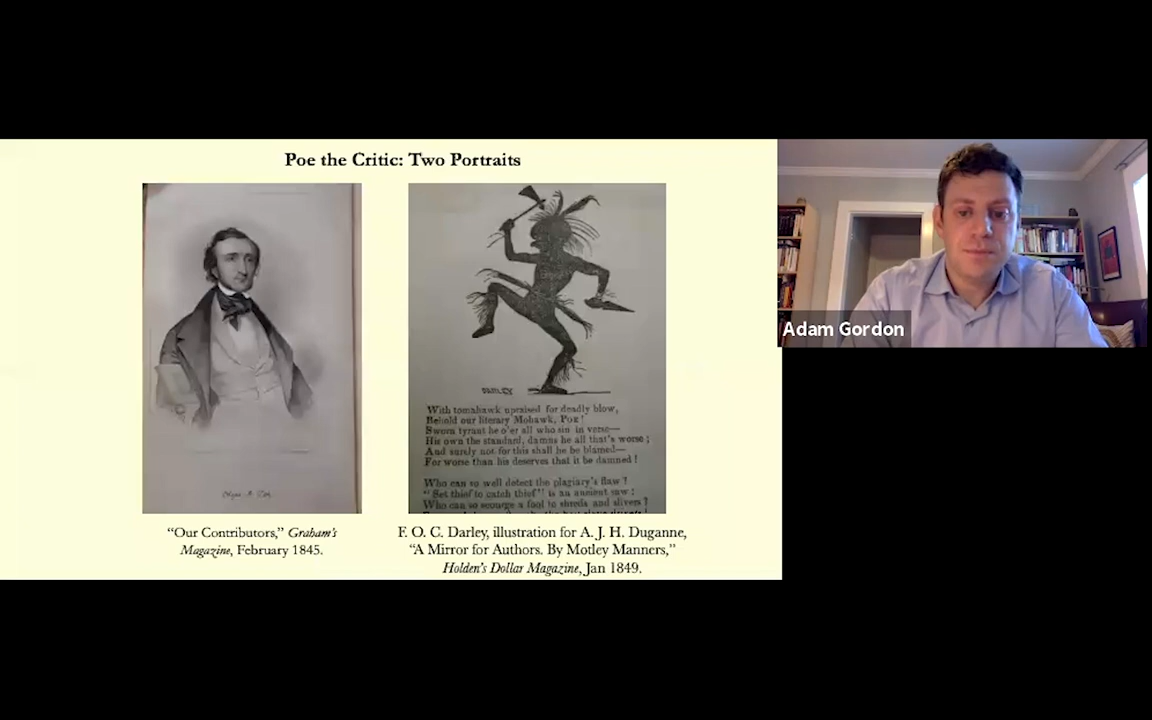 Poe the Critic: Two Portraits
Edgar A. Poe
DARLEY
With tomahawk upraised for deadly blow,
Behold our literary Mohawk, Poe!
Sworn tyrant he o'er all who sin in verse—
His own the standard, damns he all that's worse;
And surely not for this shall he be blamed—
For worse than his deserves that it be damned!
Who can so well detect the plagiary's flaw?
"Set thief to catch thief" is an ancient saw;
Who can so scourge a fool to shreds and slivers?
“Our Contributors,” Graham's
Magazine, February 1845.
F. O. C. Darley, illustration for A. J. H. Duganne,
“A Mirror for Authors. By Motley Manners,”
Holden's Dollar Magazine, Jan 1849.
Adam Gordon